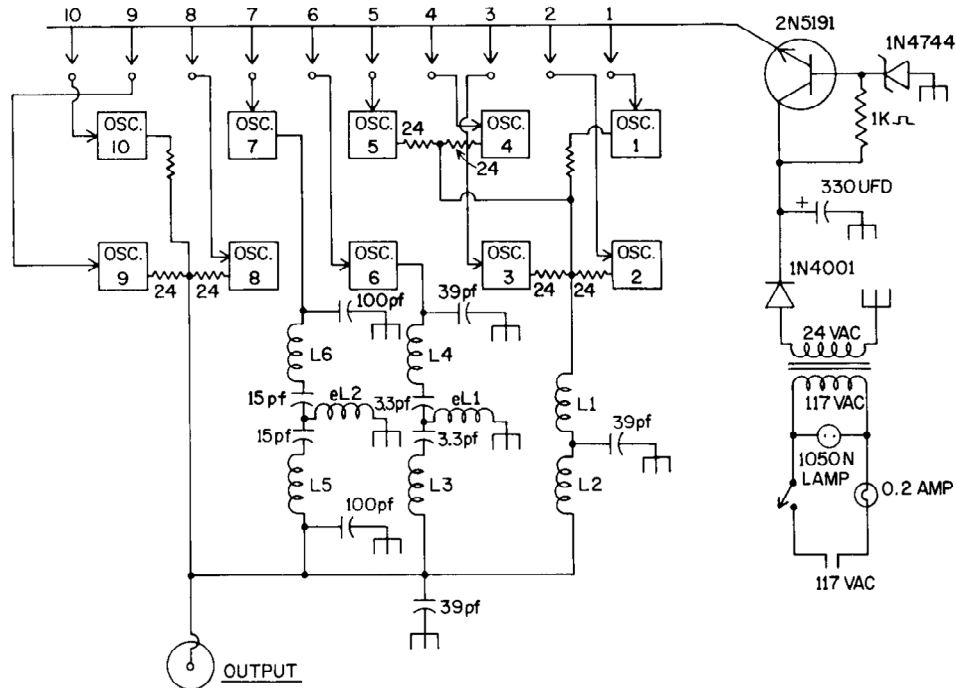 10 9 8 7 6 5 4 3 2 1
2N5191
1N4744
1K
OSC. 10
OSC. 7
OSC. 5
24
OSC. 4
24
OSC. 1
+ 330 UFD
OSC. 9
24
24
OSC. 8
OSC. 6
OSC. 3
24
24
OSC. 2
1N4001
100pf
39pf
24 VAC
L6
L4
15pf
eL2
3.3pf
eL1
L1
117 VAC
15pf
3.3pf
39pf
1050N
LAMP
L5
L3
L2
0.2 AMP
100pf
117 VAC
39pf
OUTPUT